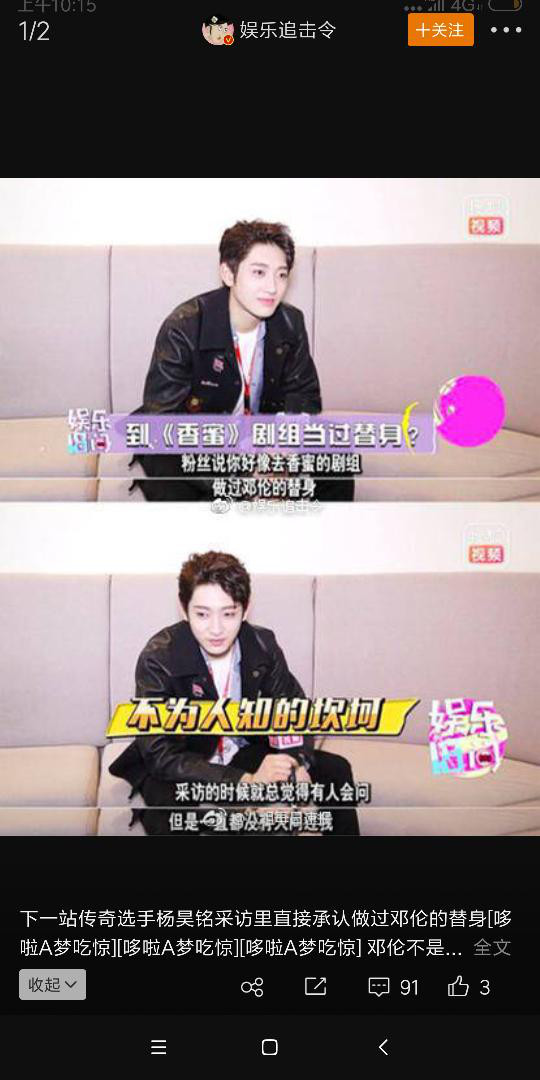 上午10:15
4G
1/2
娱乐追击令
+关注
视频
娱乐
到《香蜜》剧组当过替身?
粉丝说你好像去香蜜的剧组
做过邓伦的替身
@娱乐追击令
视频
不为人知的坎坷
娱乐
采访的时候就总觉得有人会问
下一站传奇选手杨昊铭采访里直接承认做过邓伦的替身[哆
啦A梦吃惊][哆啦A梦吃惊][哆啦A梦吃惊] 邓伦不是... 全文
收起
91
3